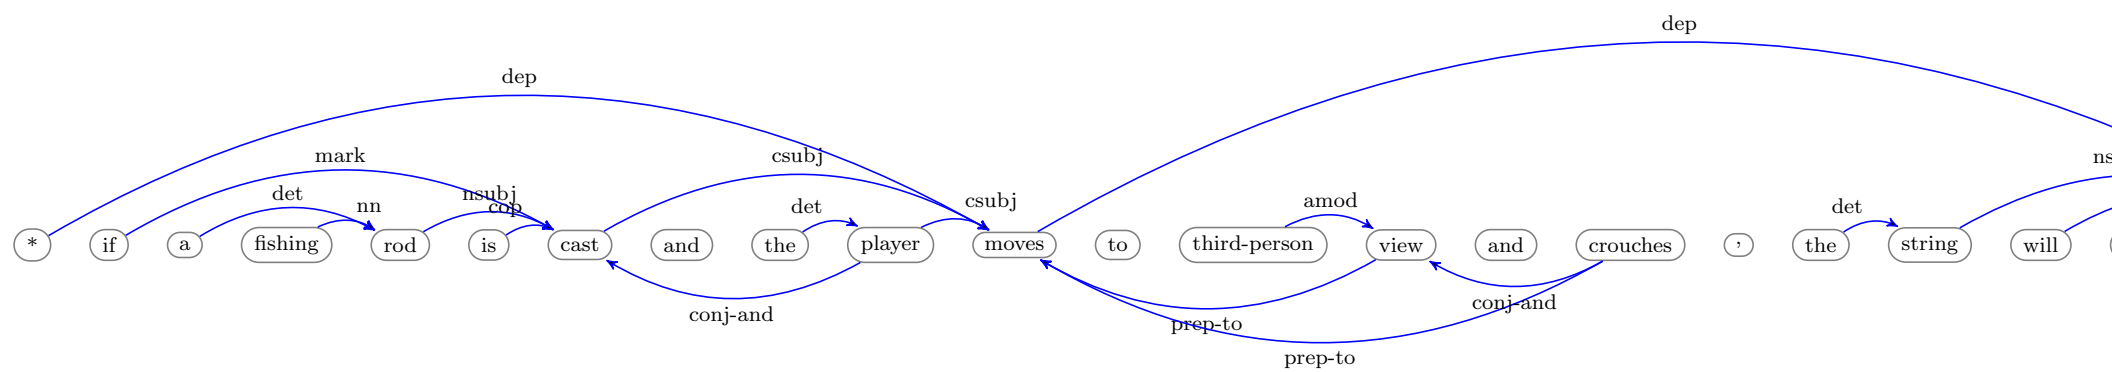 dep
dep
mark
csubj
ns
det
nn
nsubj
cop
det
csubj
amod
det
* if a fishing rod is cast and the player moves to third-person view and crouches , the string will
conj-and
prep-to
conj-and
prep-to